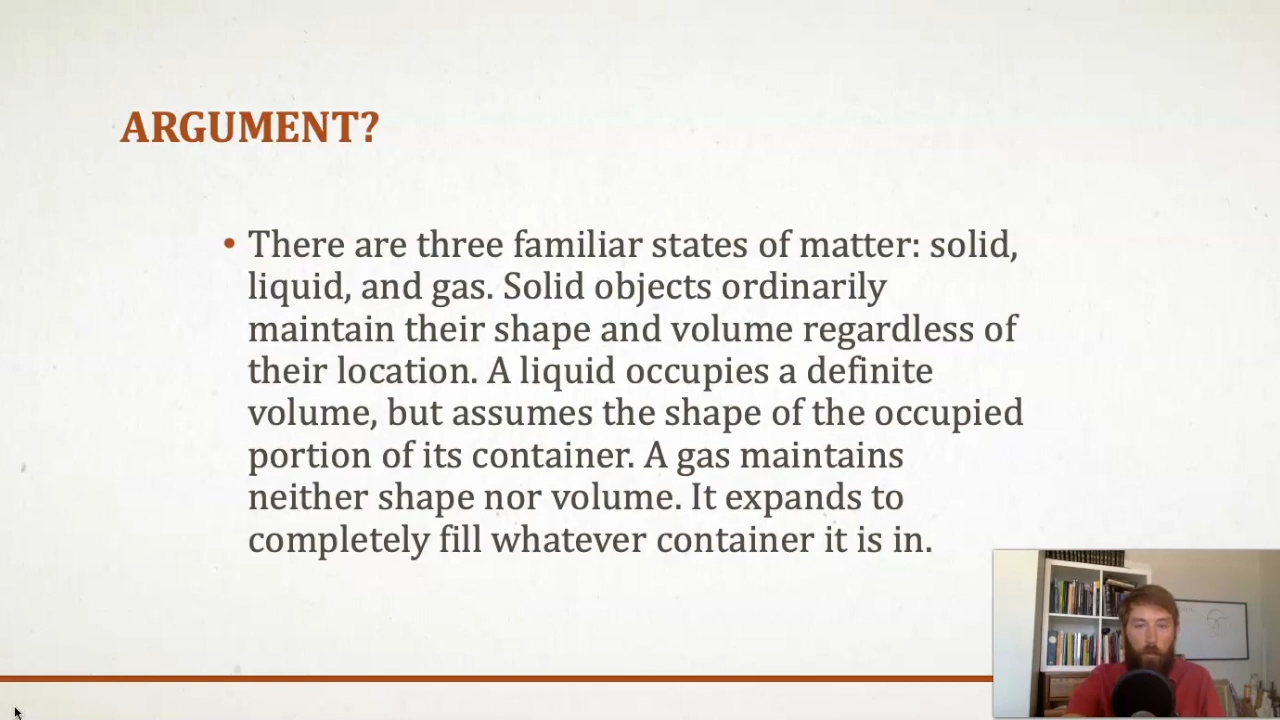 ARGUMENT?
• There are three familiar states of matter: solid,
liquid, and gas. Solid objects ordinarily
maintain their shape and volume regardless of
their location. A liquid occupies a definite
volume, but assumes the shape of the occupied
portion of its container. A gas maintains
neither shape nor volume. It expands to
completely fill whatever container it is in.